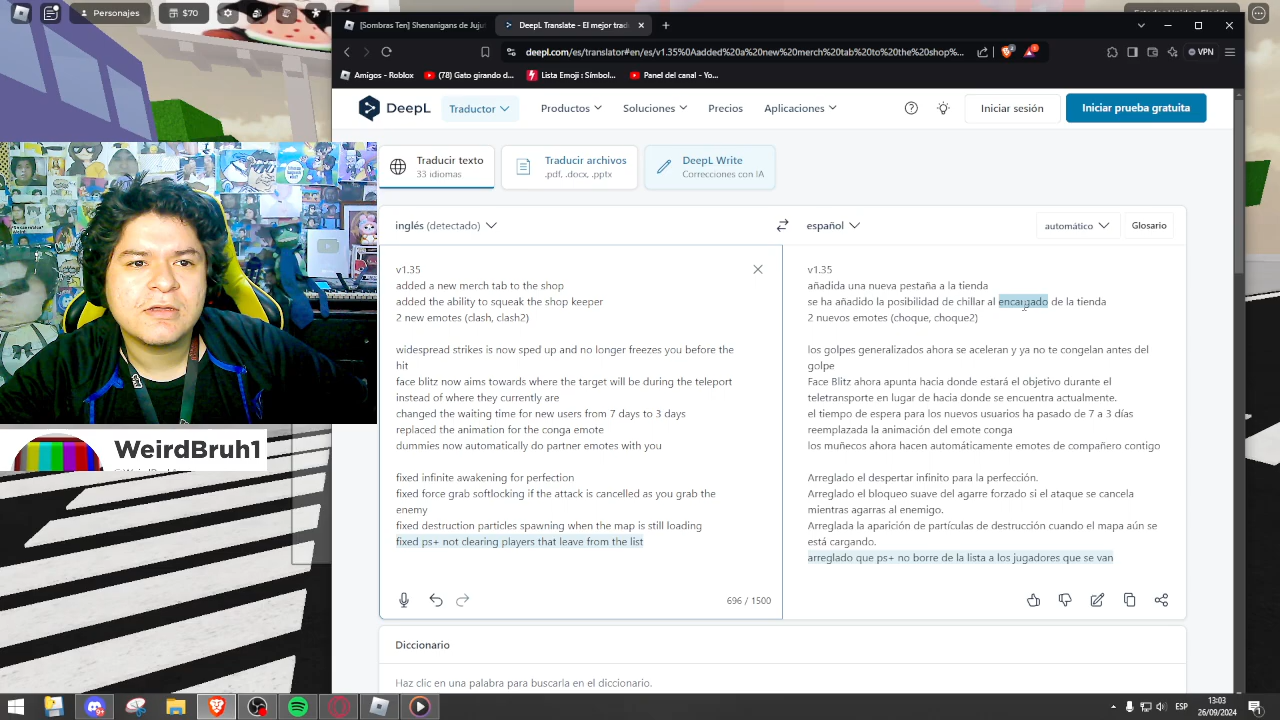 Personajes
$70
[Sombras Ten] Shenanigans de Juju
DeepL Translate - El mejor trad
deepl.com/es/translator#en/es/v1.35%0Aadded%20a%20new%20merch%20tab%20to%20the%20shop%...
VPN
Amigos - Roblox
(78) Gato girando d...
Lista Emoji : Símbol...
Panel del canal - Yo...
DeepL
Traductor
Productos
Soluciones
Precios
Aplicaciones
Iniciar sesión
Iniciar prueba gratuita
Traducir texto
33 idiomas
Traducir archivos
.pdf, .docx, .pptx
DeepL Write
Correcciones con IA
inglés (detectado)
español
automático
Glosario
v1.35
added a new merch tab to the shop
added the ability to squeak the shop keeper
2 new emotes (clash, clash2)
widespread strikes is now sped up and no longer freezes you before the
hit
face blitz now aims towards where the target will be during the teleport
instead of where they currently are
changed the waiting time for new users from 7 days to 3 days
replaced the animation for the conga emote
dummies now automatically do partner emotes with you
fixed infinite awakening for perfection
fixed force grab softlocking if the attack is cancelled as you grab the
enemy
fixed destruction particles spawning when the map is still loading
fixed ps+ not clearing players that leave from the list
696 / 1500
v1.35
añadida una nueva pestaña a la tienda
se ha añadido la posibilidad de chillar al encargado de la tienda
2 nuevos emotes (choque, choque2)
los golpes generalizados ahora se aceleran y ya no te congelan antes del
golpe
Face Blitz ahora apunta hacia donde estará el objetivo durante el
teletransporte en lugar de hacia donde se encuentra actualmente.
el tiempo de espera para los nuevos usuarios ha pasado de 7 a 3 días
reemplazada la animación del emote conga
los muñecos hacen automáticamente emotes de compañero contigo
Arreglado el despertar infinito para la perfección.
Arreglado el bloqueo suave del agarre forzado si el ataque se cancela
mientras agarras al enemigo.
Arreglada la aparición de partículas de destrucción cuando el mapa aún se
está cargando.
arreglado que ps+ no borre de la lista a los jugadores que se van
Diccionario
Haz clic en una palabra para buscarla en el diccionario.
WeirdBruh1
ESP
13:03
26/09/2024